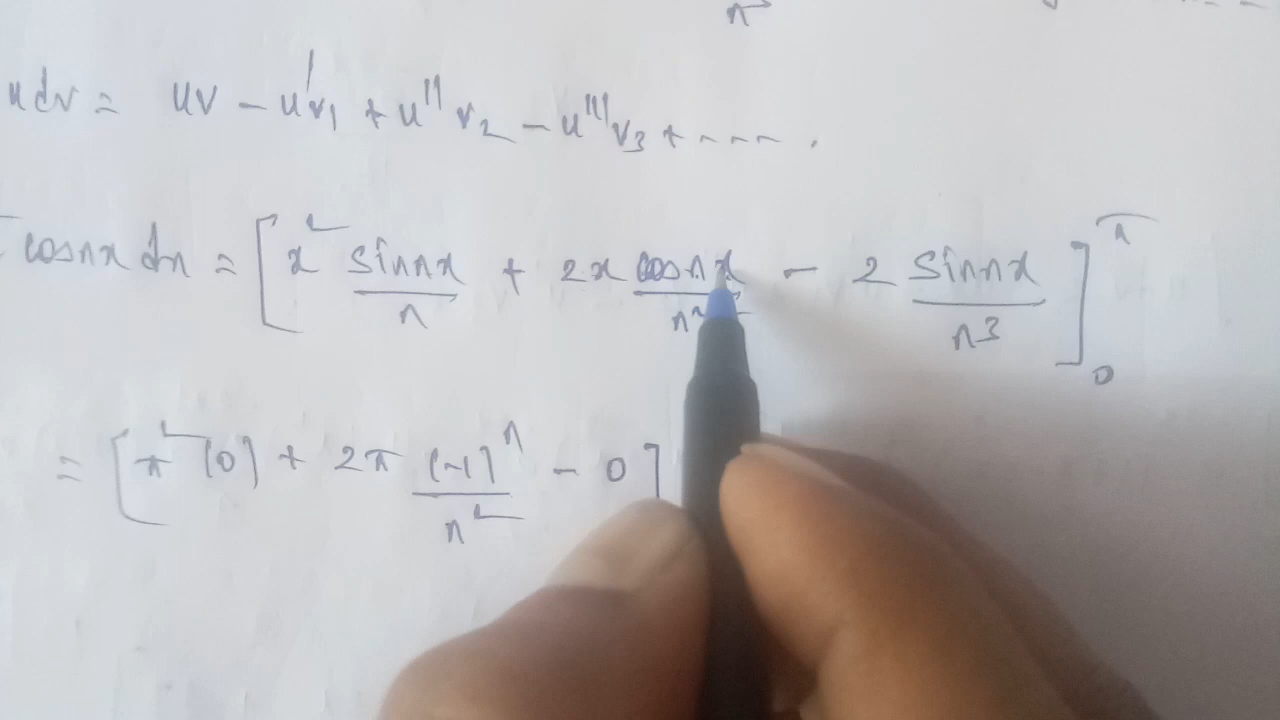 π
udv = uv - u'v₁ + u''v₂ - u'''v₃ + ---- .
cosnx dx = [x² sinnx/n + 2x cosnx/n² - 2 sinnx/n³]₀^π
= [π² (0) + 2π (-1)ⁿ/n² - 0]